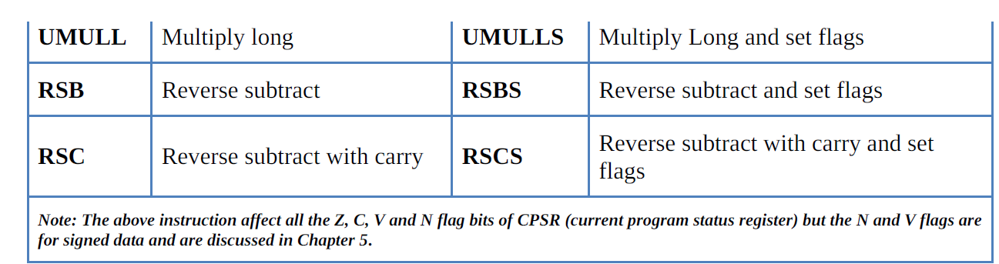 UMULL Multiply long UMULLS Multiply Long and set flags
RSB Reverse subtract RSBS Reverse subtract and set flags
RSC Reverse subtract with carry RSCS Reverse subtract with carry and set
flags
Note: The above instruction affect all the Z, C, V and N flag bits of CPSR (current program status register) but the N and V flags are
for signed data and are discussed in Chapter 5.